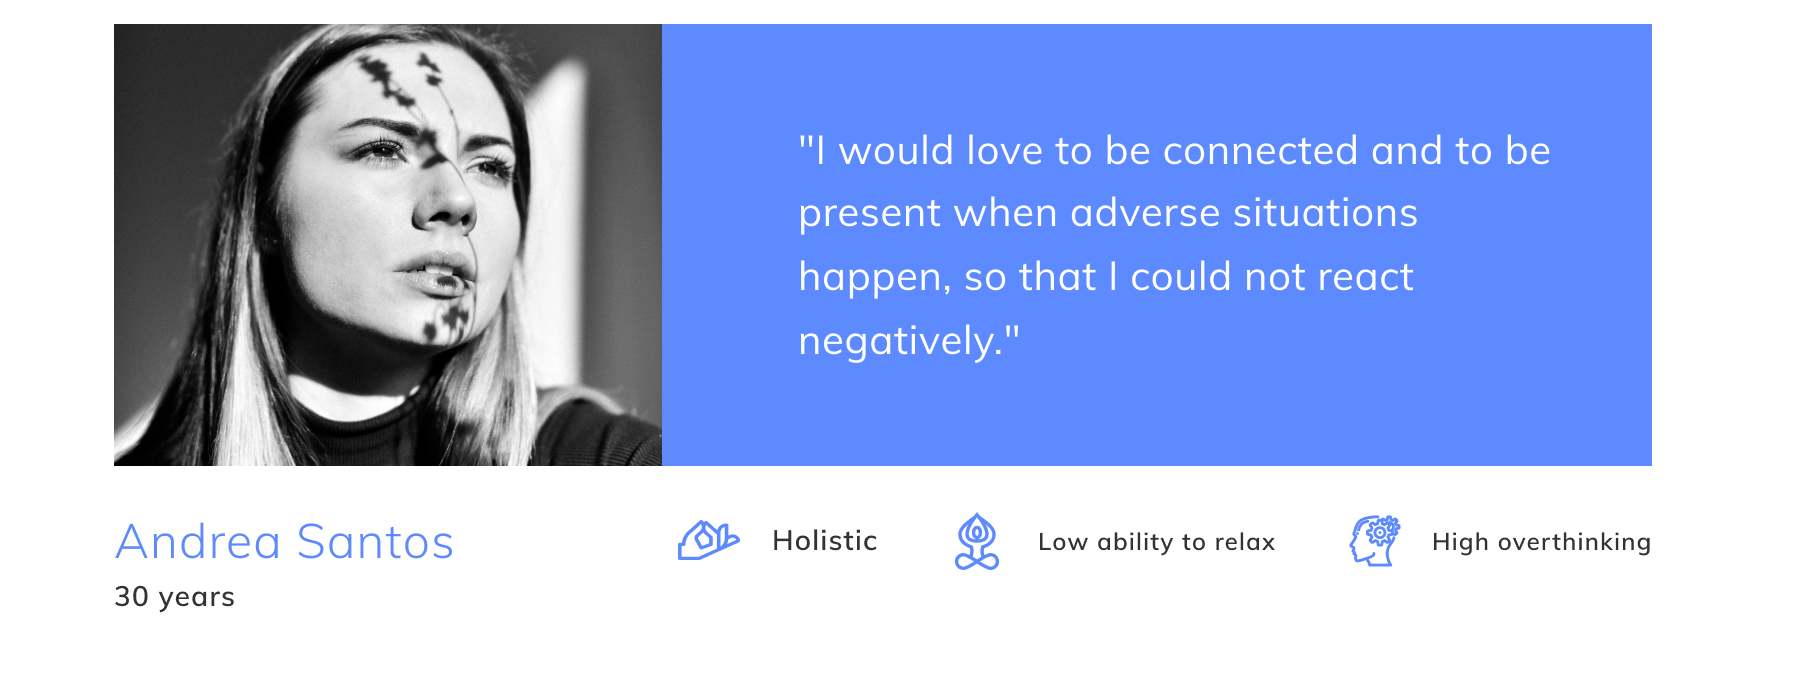 "I would love to be connected and to be
present when adverse situations
happen, so that I could not react
negatively."
Andrea Santos
30 years
Holistic
Low ability to relax
High overthinking